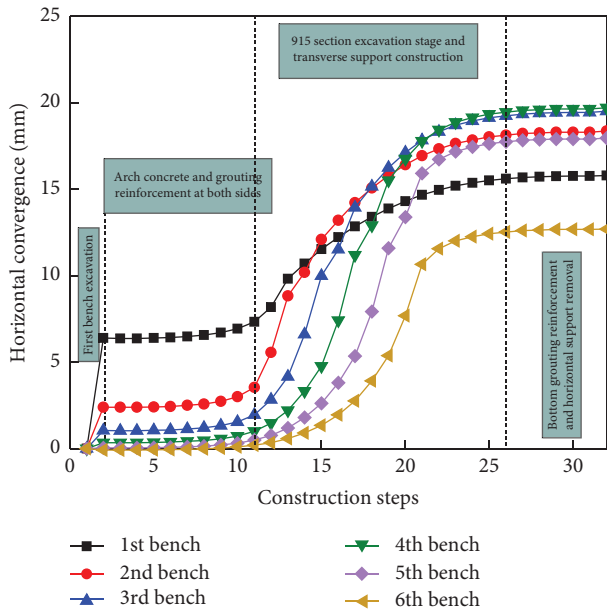 25
20
15
10
5
0
Horizontal convergence (mm)
First bench excavation
Arch concrete and grouting
reinforcement at both sides
915 section excavation stage and
transverse support construction
Bottom grouting reinforcement
and horizontal support removal
0 5 10 15 20 25 30
Construction steps
1st bench
2nd bench
3rd bench
4th bench
5th bench
6th bench